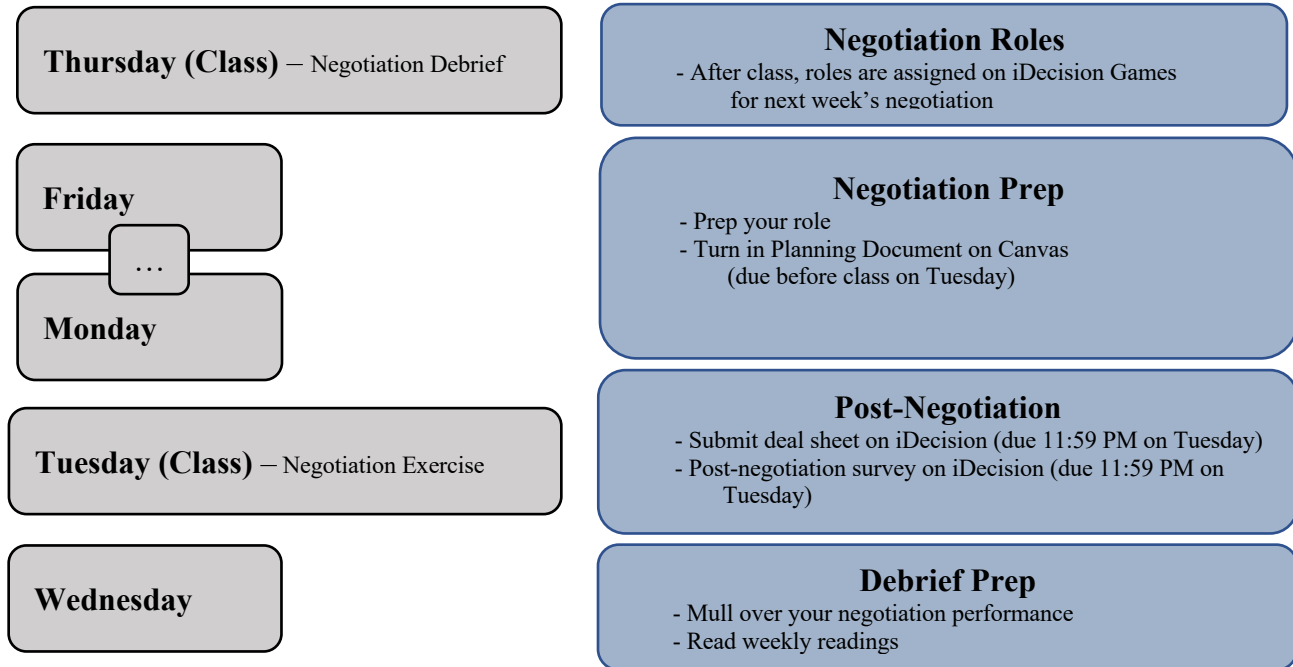 Thursday (Class) – Negotiation Debrief
Negotiation Roles
- After class, roles are assigned on iDecision Games
for next week's negotiation
Friday
...
Monday
Negotiation Prep
- Prep your role
- Turn in Planning Document on Canvas
(due before class on Tuesday)
Tuesday (Class) – Negotiation Exercise
Post-Negotiation
- Submit deal sheet on iDecision (due 11:59 PM on Tuesday)
- Post-negotiation survey on iDecision (due 11:59 PM on
Tuesday)
Wednesday
Debrief Prep
- Mull over your negotiation performance
- Read weekly readings